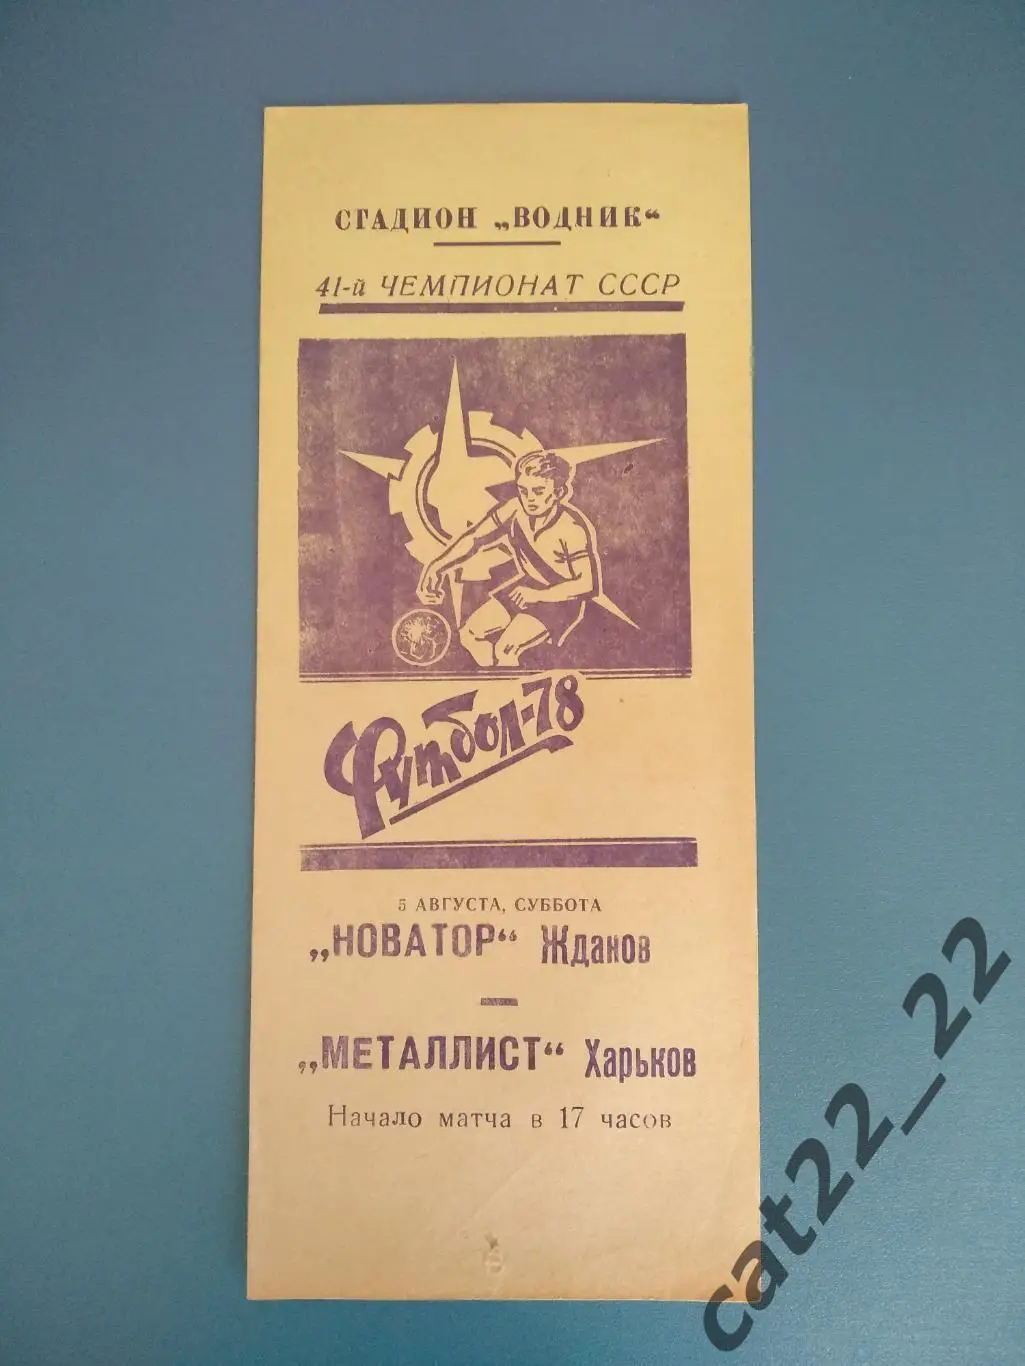 СТАДИОН „ВОДНИК“
41-й ЧЕМПИОНАТ СССР
Футбол-78
5 АВГУСТА, СУББОТА
„НОВАТОР“ Жданов
—
„МЕТАЛЛИСТ“ Харьков
Начало матча в 17 часов
cat22_22